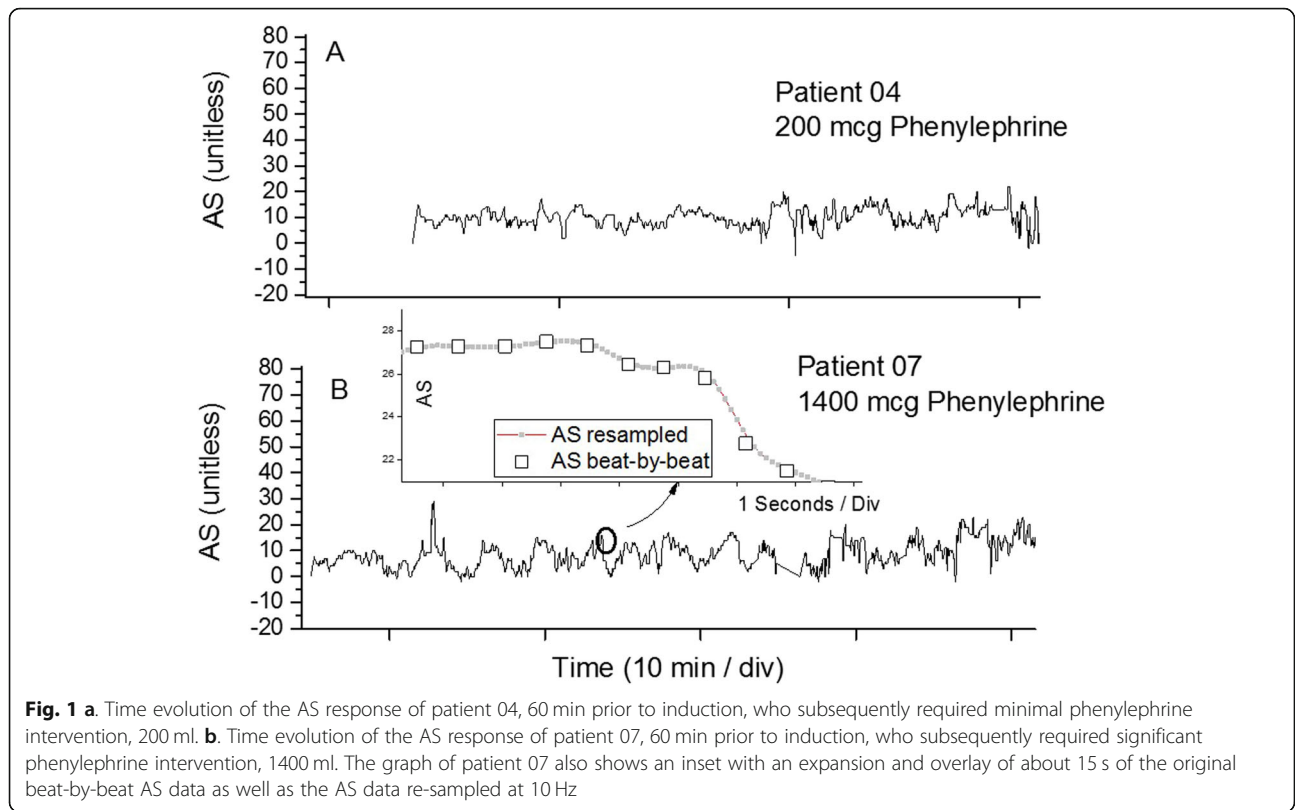 80
70
60
50
40
30
20
10
0
-10
-20
AS (unitless)
A
Patient 04
200 mcg Phenylephrine
28
26
24
22
AS
AS resampled
AS beat-by-beat
1 Seconds / Div
80
70
60
50
40
30
20
10
0
-10
-20
AS (unitless)
B
Patient 07
1400 mcg Phenylephrine
Time (10 min / div)
Fig. 1 a. Time evolution of the AS response of patient 04, 60 min prior to induction, who subsequently required minimal phenylephrine
intervention, 200 ml. b. Time evolution of the AS response of patient 07, 60 min prior to induction, who subsequently required significant
phenylephrine intervention, 1400 ml. The graph of patient 07 also shows an inset with an expansion and overlay of about 15 s of the original
beat-by-beat AS data as well as the AS data re-sampled at 10 Hz